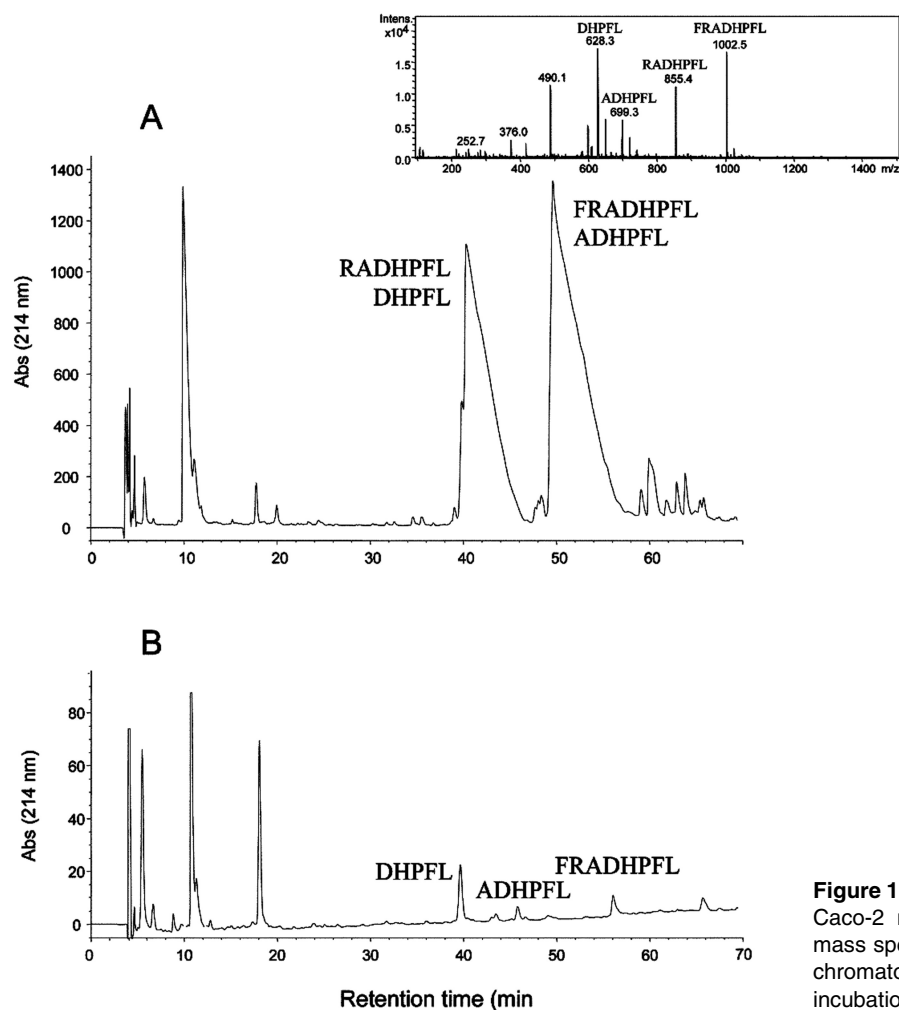 Intens.
x10⁴
1.5
1.0
0.5
0.0
DHPFL
628.3
FRADHPFL
1002.5
490.1
RADHPFL
855.4
ADHPFL
699.3
252.7
376.0
200 400 600 800 1000 1200 1400 m/z
A
1400
1200
1000
800
600
400
200
0
Abs (214 nm)
RADHPFL
DHPFL
FRADHPFL
ADHPFL
0 10 20 30 40 50 60
B
80
60
40
20
0
Abs (214 nm)
DHPFL
ADHPFL
FRADHPFL
0 10 20 30 40 50 60 70
Retention time (min
Figure 1
Caco-2
mass spe
chromato
incubatio